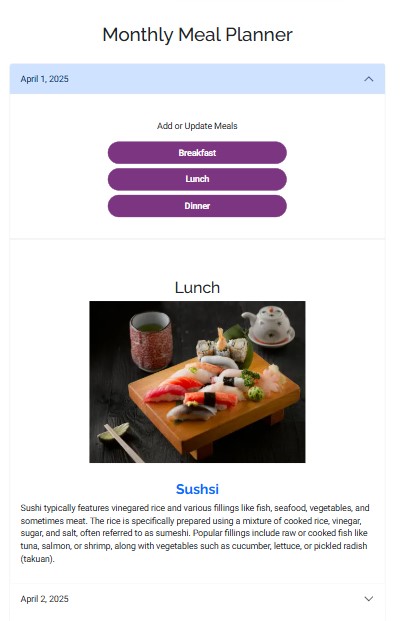 Monthly Meal Planner
April 1, 2025
Add or Update Meals
Breakfast
Lunch
Dinner
Lunch
Sushsi
Sushi typically features vinegared rice and various fillings like fish, seafood, vegetables, and
sometimes meat. The rice is specifically prepared using a mixture of cooked rice, vinegar,
sugar, and salt, often referred to as sumeshi. Popular fillings include raw or cooked fish like
tuna, salmon, or shrimp, along with vegetables such as cucumber, lettuce, or pickled radish
(takuan).
April 2, 2025